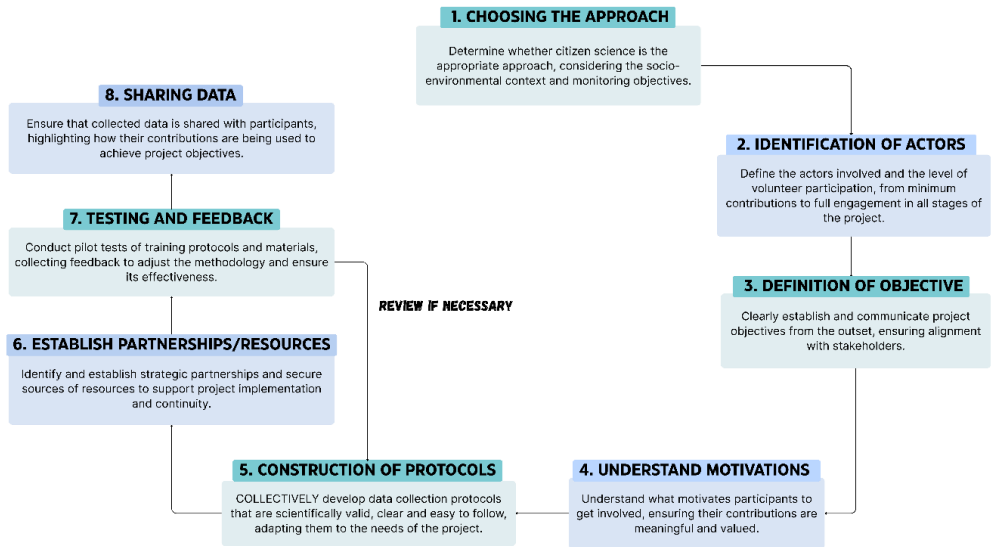 1. CHOOSING THE APPROACH
Determine whether citizen science is the
appropriate approach, considering the socio-
environmental context and monitoring objectives.
2. IDENTIFICATION OF ACTORS
Define the actors involved and the level of
volunteer participation, from minimum
contributions to full engagement in all stages of
the project.
3. DEFINITION OF OBJECTIVE
Clearly establish and communicate project
objectives from the outset, ensuring alignment
with stakeholders.
4. UNDERSTAND MOTIVATIONS
Understand what motivates participants to
get involved, ensuring their contributions are
meaningful and valued.
5. CONSTRUCTION OF PROTOCOLS
COLLECTIVELY develop data collection protocols
that are scientifically valid, clear and easy to follow,
adapting them to the needs of the project.
6. ESTABLISH PARTNERSHIPS/RESOURCES
Identify and establish strategic partnerships and secure
sources of resources to support project implementation
and continuity.
7. TESTING AND FEEDBACK
Conduct pilot tests of training protocols and materials,
collecting feedback to adjust the methodology and ensure
its effectiveness.
REVIEW IF NECESSARY
8. SHARING DATA
Ensure that collected data is shared with participants,
highlighting how their contributions are being used to
achieve project objectives.